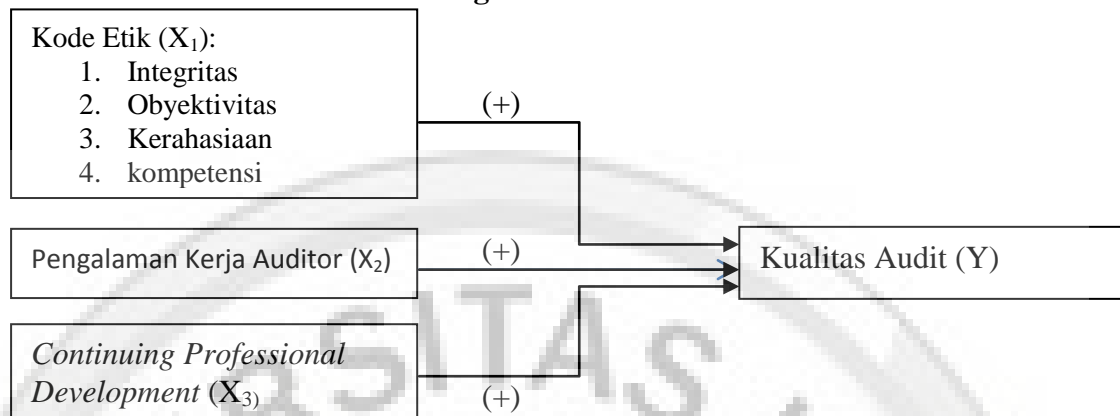 Kode Etik (X₁):
1. Integritas
2. Obyektivitas
3. Kerahasiaan
4. kompetensi
(+)
Pengalaman Kerja Auditor (X₂)
(+)
Kualitas Audit (Y)
Continuing Professional
Development (X₃)
(+)
SITAS